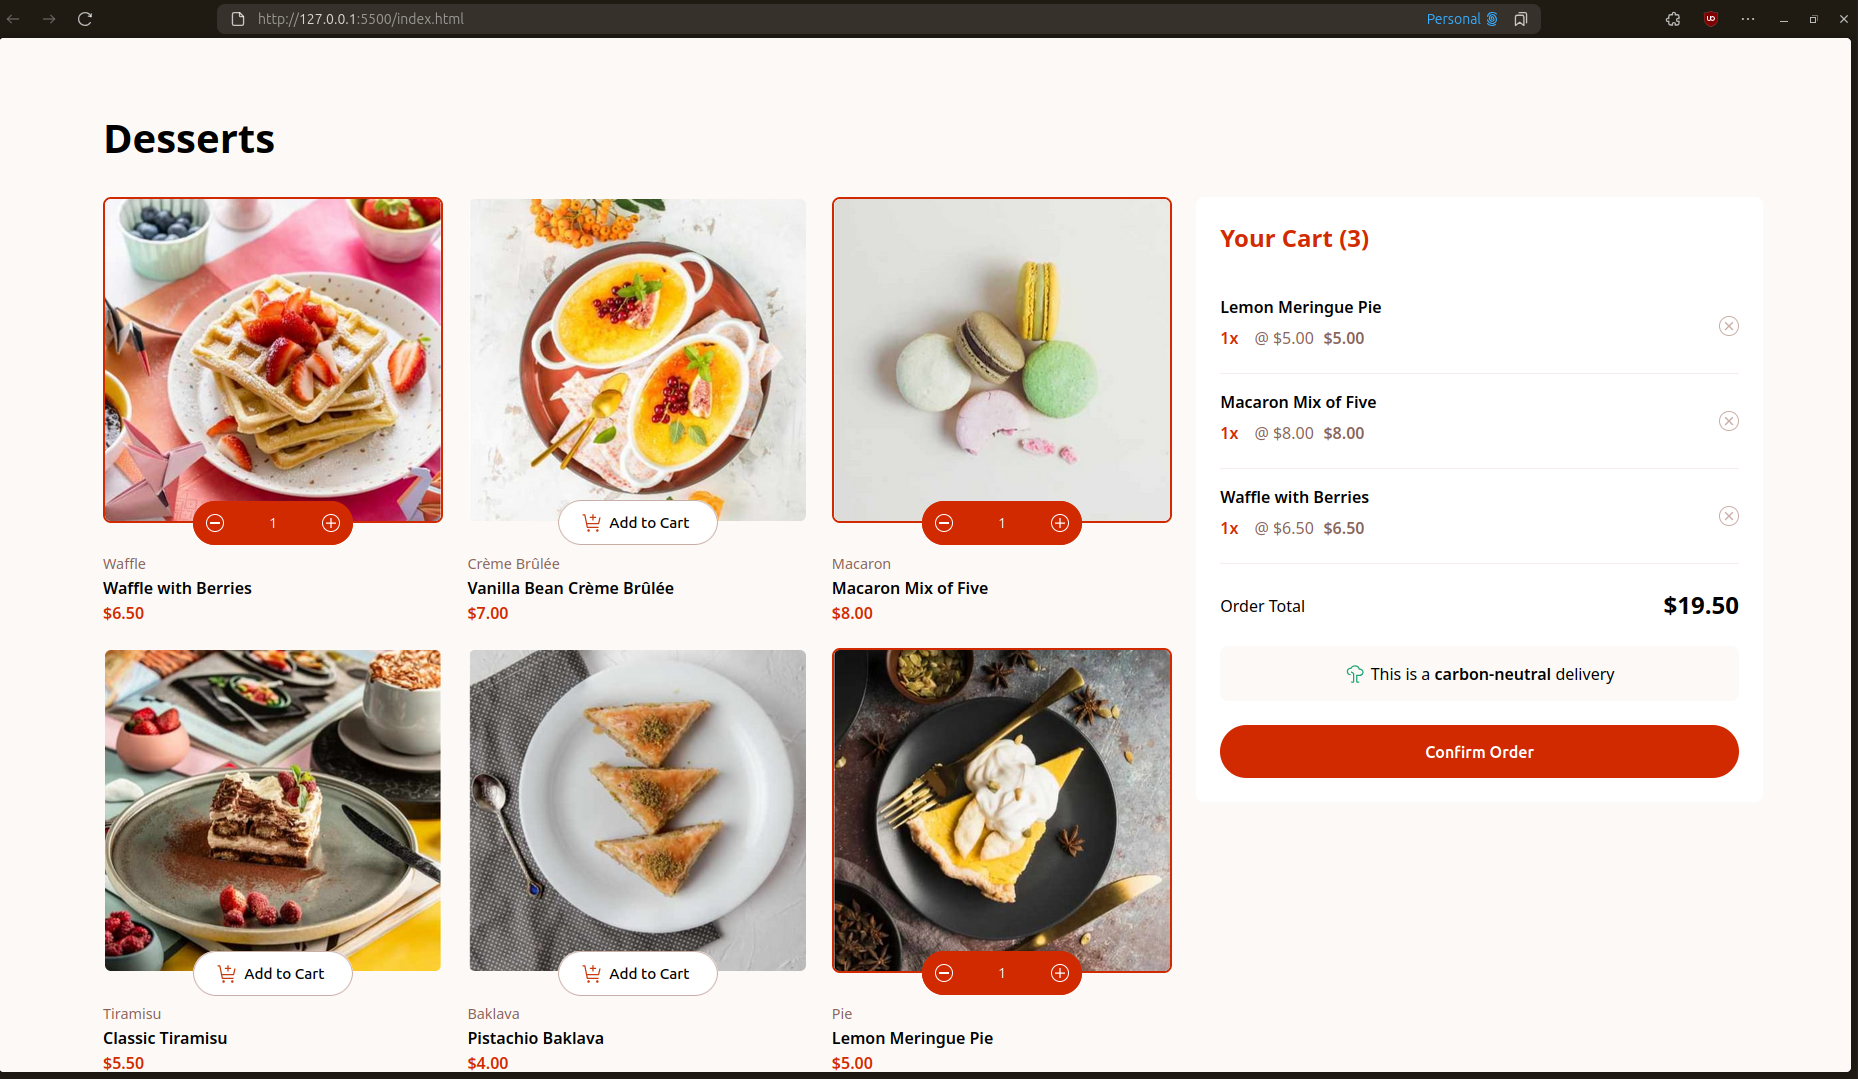 http://127.0.0.1:5500/index.html
Personal
Desserts
1
Waffle
Waffle with Berries
$6.50
Add to Cart
Crème Brûlée
Vanilla Bean Crème Brûlée
$7.00
1
Macaron
Macaron Mix of Five
$8.00
Add to Cart
Tiramisu
Classic Tiramisu
$5.50
Add to Cart
Baklava
Pistachio Baklava
$4.00
1
Pie
Lemon Meringue Pie
$5.00
Your Cart (3)
Lemon Meringue Pie
1x @ $5.00 $5.00
Macaron Mix of Five
1x @ $8.00 $8.00
Waffle with Berries
1x @ $6.50 $6.50
Order Total $19.50
This is a carbon-neutral delivery
Confirm Order